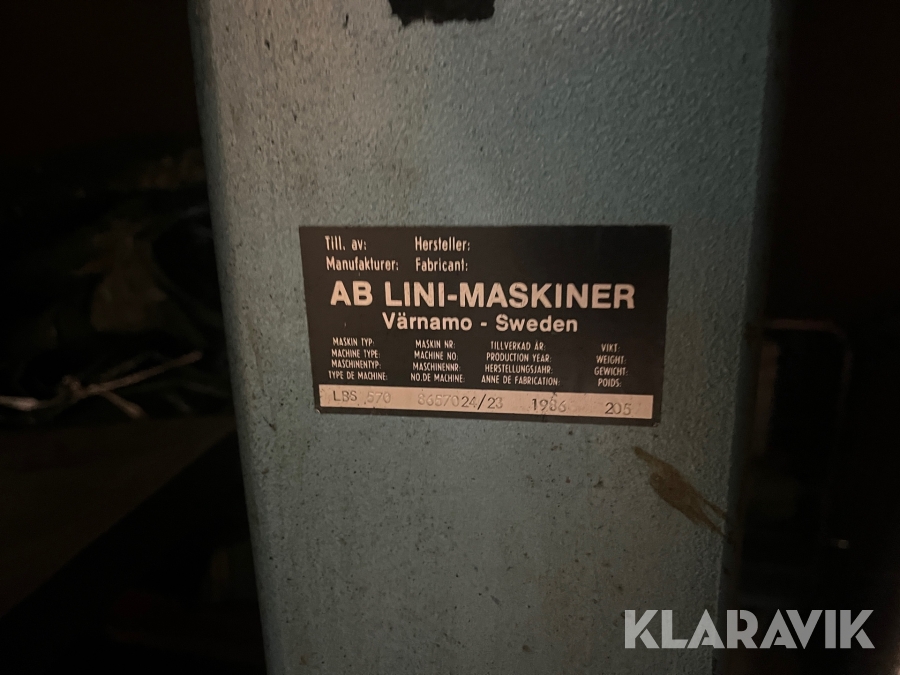 Till. av: Hersteller:
Manufakturer: Fabricant:
AB LINI-MASKINER
Värnamo - Sweden
MASKIN TYP: MASKIN NR: TILLVERKAD ÅR: VIKT:
MACHINE TYPE: MACHINE NO: PRODUCTION YEAR: WEIGHT:
MASCHINENTYP: MASCHINENNR: HERSTELLUNGSJAHR: GEWICHT:
TYPE DE MACHINE: NO.DE MACHINE: ANNE DE FABRICATION: POIDS:
LBS 570 8657024/23 1986 205
KLARAVIK